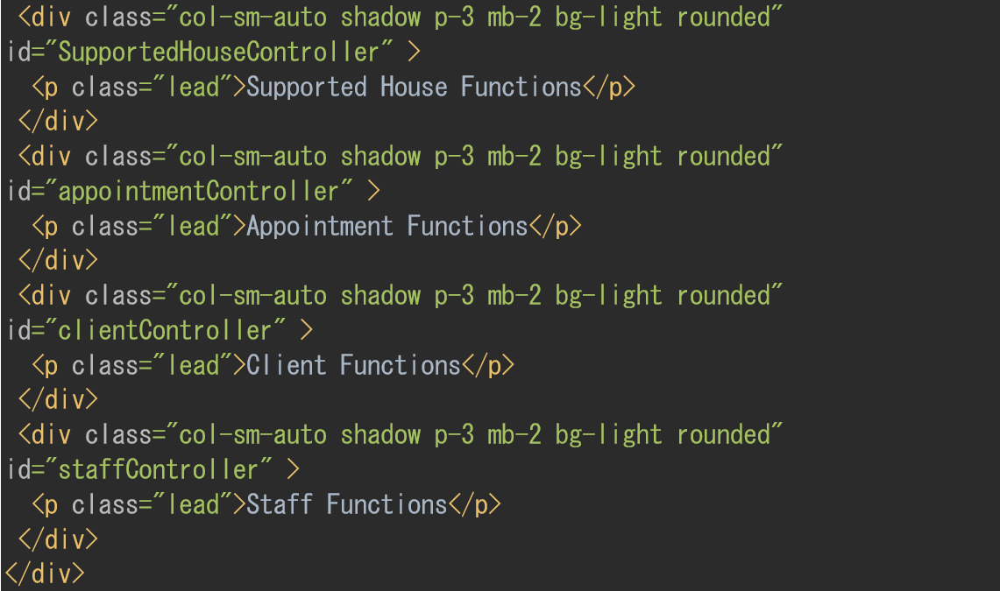 <div class="col-sm-auto shadow p-3 mb-2 bg-light rounded"
id="SupportedHouseController" >
<p class="lead">Supported House Functions</p>
</div>
<div class="col-sm-auto shadow p-3 mb-2 bg-light rounded"
id="appointmentController" >
<p class="lead">Appointment Functions</p>
</div>
<div class="col-sm-auto shadow p-3 mb-2 bg-light rounded"
id="clientController" >
<p class="lead">Client Functions</p>
</div>
<div class="col-sm-auto shadow p-3 mb-2 bg-light rounded"
id="staffController" >
<p class="lead">Staff Functions</p>
</div>
</div>